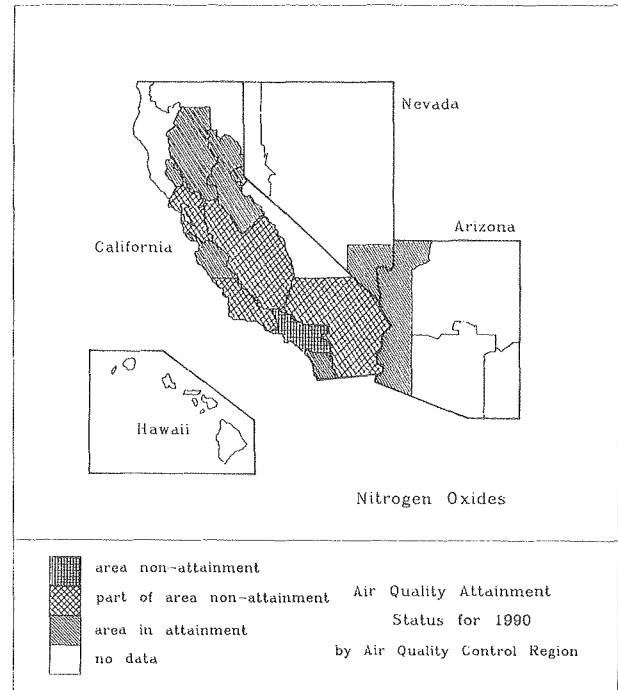 Nevada
Arizona
California
Hawaii
Nitrogen Oxides
area non-attainment
part of area non-attainment
area in attainment
no data
Air Quality Attainment
Status for 1990
by Air Quality Control Region